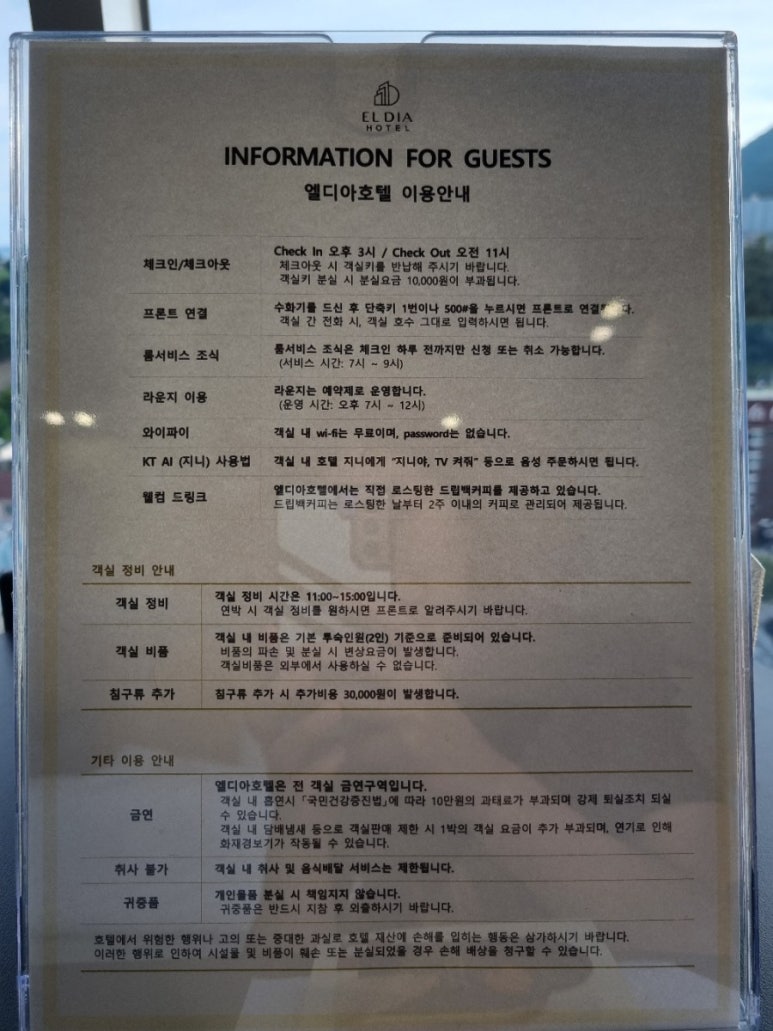 EL DIA
HOTEL
INFORMATION FOR GUESTS
엘디아호텔 이용안내
체크인/체크아웃
Check In 오후 3시 / Check Out 오전 11시
체크아웃 시 객실키를 반납해 주시기 바랍니다.
객실키 분실 시 분실요금 10,000원이 부과됩니다.
프론트 연결
수화기를 드신 후 단축키 1번이나 500#을 누르시면 프론트로
객실 간 전화 시, 객실 호수 그대로 입력하시면 됩니다.
룸서비스 조식
룸서비스 조식은 체크인 하루 전까지만 신청 또는 취소 가능합니다.
(서비스 시간: 7시 ~ 9시)
라운지 이용
라운지는 예약제로 운영합니다.
(운영 시간: 오후 7시 ~ 12시)
와이파이
객실 내 wi-fi는 무료이며, password는 없습니다.
KT AI (지니) 사용법
객실 내 호텔 지니에게 "지니야, TV 켜줘" 등으로 음성 주문하시면 됩니다.
웰컴 드링크
엘디아호텔에서는 직접 로스팅한 드립백커피를 제공하고 있습니다.
드립백커피는 로스팅한 날부터 2주 이내의 커피로 관리되어 제공됩니다.
객실 정비 안내
객실 정비
객실 정비 시간은 11:00~15:00입니다.
연박 시 객실 정비를 원하시면 프론트로 알려주시기 바랍니다.
객실 비품
객실 내 비품은 기본 투숙인원(2인) 기준으로 준비되어 있습니다.
비품의 파손 및 분실 시 변상요금이 발생합니다.
객실비품은 외부에서 사용하실 수 없습니다.
침구류 추가
침구류 추가 시 추가비용 30,000원이 발생합니다.
기타 이용 안내
금연
엘디아호텔은 전 객실 금연구역입니다.
객실 내 흡연시 「국민건강증진법」에 따라 10만원의 과태료가 부과되며 강제 퇴실조치 되실
수 있습니다.
객실 내 담배냄새 등으로 객실판매 제한 시 1박의 객실 요금이 추가 부과되며, 연기로 인해
화재경보기가 작동될 수 있습니다.
취사 불가
객실 내 취사 및 음식배달 서비스는 제한됩니다.
귀중품
개인물품 분실 시 책임지지 않습니다.
귀중품은 반드시 지참 후 외출하시기 바랍니다.
호텔에서 위험한 행위나 고의 또는 중대한 과실로 호텔 재산에 손해를 입히는 행동은 삼가하시기 바랍니다.
이러한 행위로 인하여 시설물 및 비품이 훼손 또는 분실되었을 경우 손해 배상을 청구할 수 있습니다.